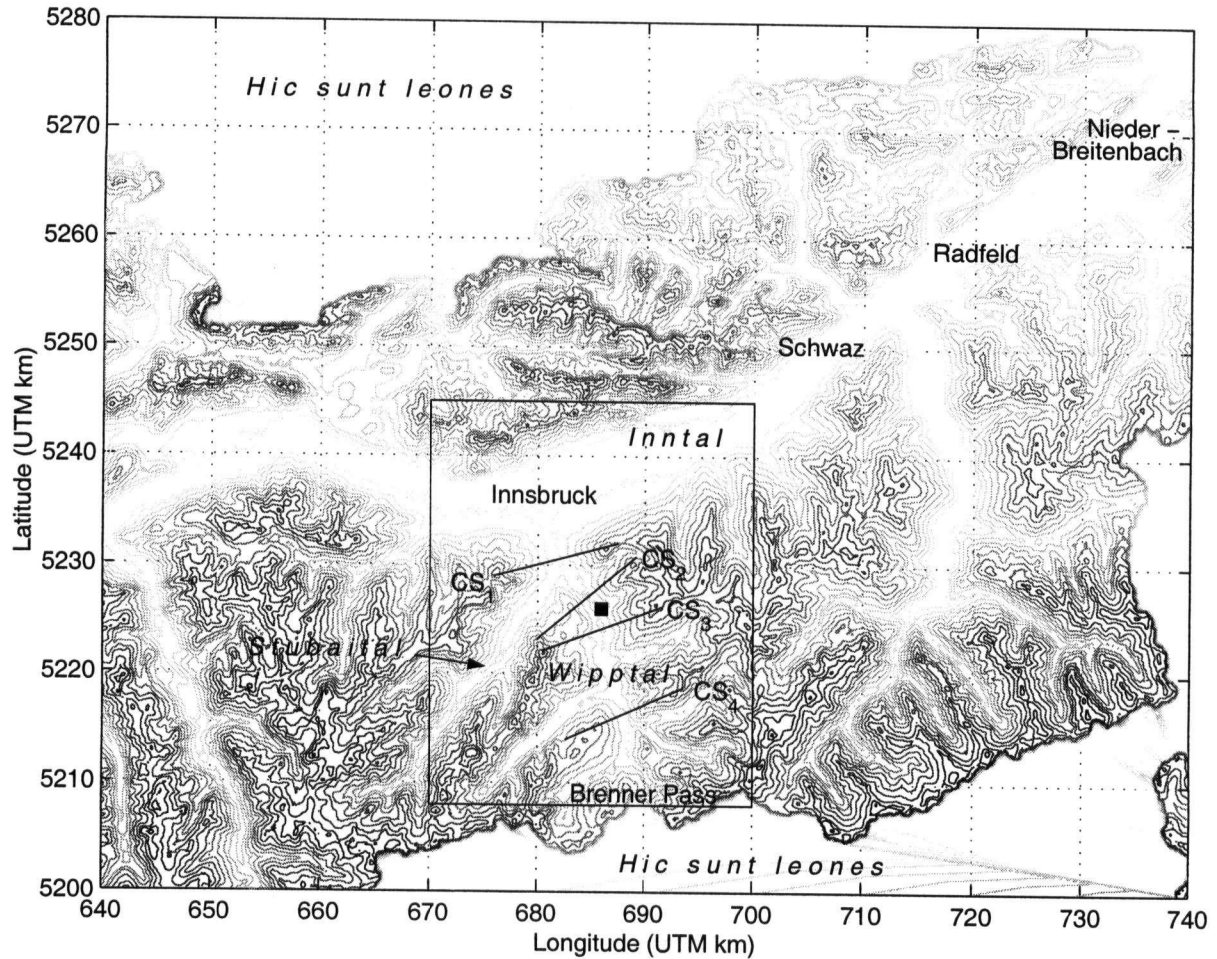 5280
Hic sunt leones
5270
Nieder –
Breitenbach
5260
Radfeld
5250
Schwaz
Latitude (UTM km)
5240
Inntal
Innsbruck
5230
CS1
CS2
CS3
Stubaital
5220
Wipptal
CS4
5210
Brenner Pass
Hic sunt leones
5200
640 650 660 670 680 690 700 710 720 730 740
Longitude (UTM km)